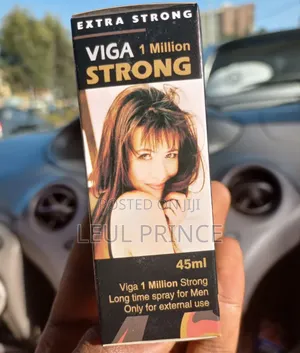 EXTRA STRONG
VIGA 1 Million
STRONG
POSTED ON JIJI
LEUL PRINCE
45ml
Viga 1 Million Strong
Long time spray for Men
Only for external use